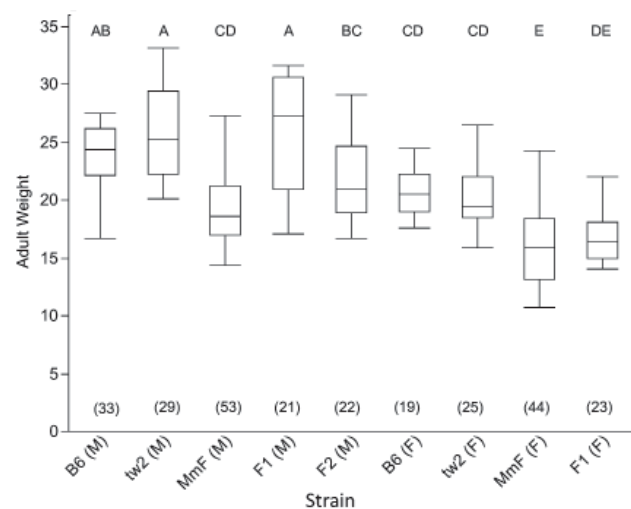 35
AB A CD A BC CD CD E DE
30
25
20
15
10
5
(33) (29) (53) (21) (22) (19) (25) (44) (23)
0
Adult Weight
B6 (M) tw2 (M) MmF (M) F1 (M) F2 (M) B6 (F) tw2 (F) MmF (F) F1 (F)
Strain